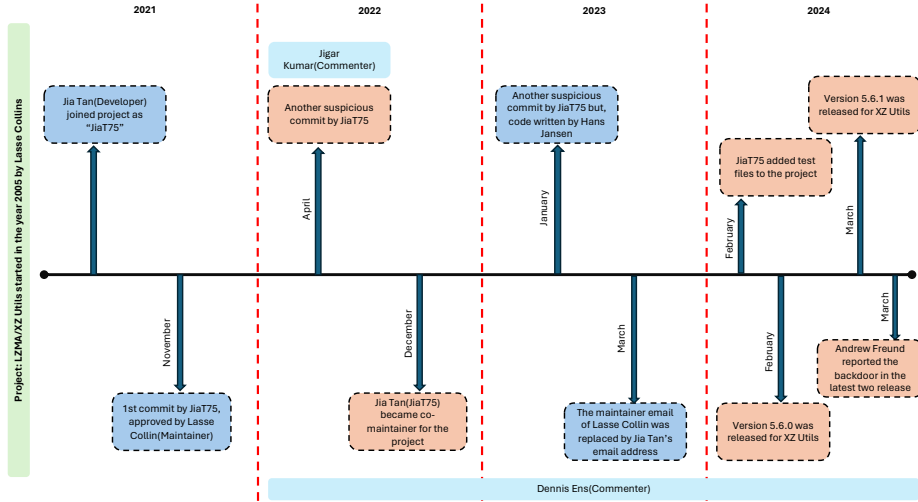 2021
2022
2023
2024
Project: LZMA/XZ Utils started in the year 2005 by Lasse Collins
Jigar
Kumar(Commenter)
Jia Tan(Developer)
joined project as
“JiaT75”
Another suspicious
commit by JiaT75
Another suspicious
commit by JiaT75 but,
code written by Hans
Jansen
Version 5.6.1 was
released for XZ Utils
JiaT75 added test
files to the project
April
January
February
March
November
December
March
February
March
1st commit by JiaT75,
approved by Lasse
Collin(Maintainer)
Jia Tan(JiaT75)
became co-
maintainer for the
project
The maintainer email
of Lasse Collin was
replaced by Jia Tan's
email address
Version 5.6.0 was
released for XZ Utils
Andrew Freund
reported the
backdoor in the
latest two release
Dennis Ens(Commenter)